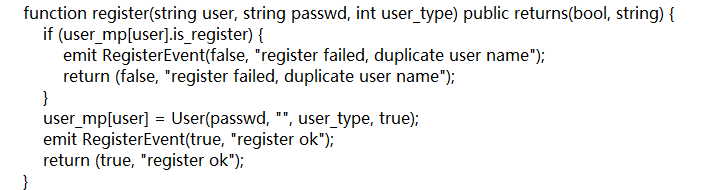 function register(string user, string passwd, int user_type) public returns(bool, string) {
if (user_mp[user].is_register) {
emit RegisterEvent(false, "register failed, duplicate user name");
return (false, "register failed, duplicate user name");
}
user_mp[user] = User(passwd, "", user_type, true);
emit RegisterEvent(true, "register ok");
return (true, "register ok");
}